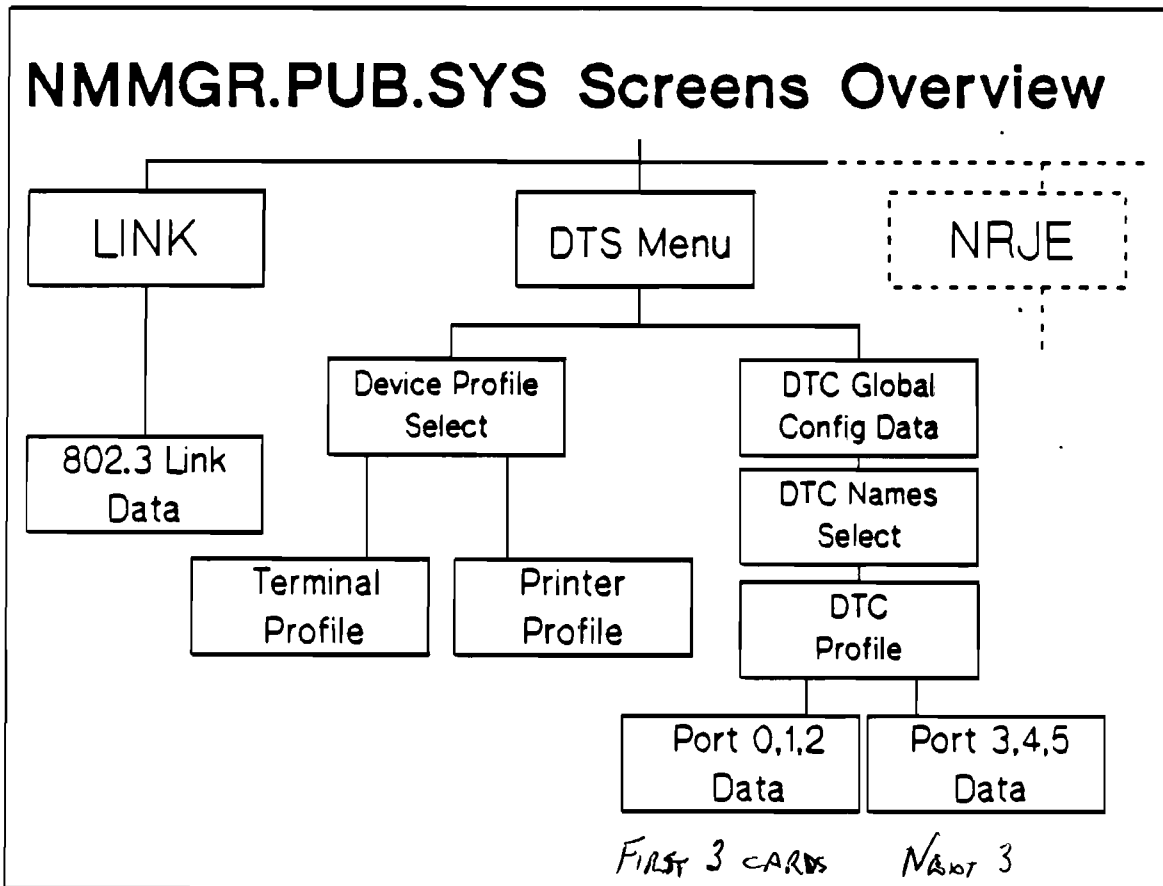 NMMGR.PUB.SYS Screens Overview
LINK
DTS Menu
NRJE
Device Profile
Select
DTC Global
Config Data
802.3 Link
Data
DTC Names
Select
Terminal
Profile
Printer
Profile
DTC
Profile
Port 0,1,2
Data
Port 3,4,5
Data
FIRST 3 CARDS
NEXT 3